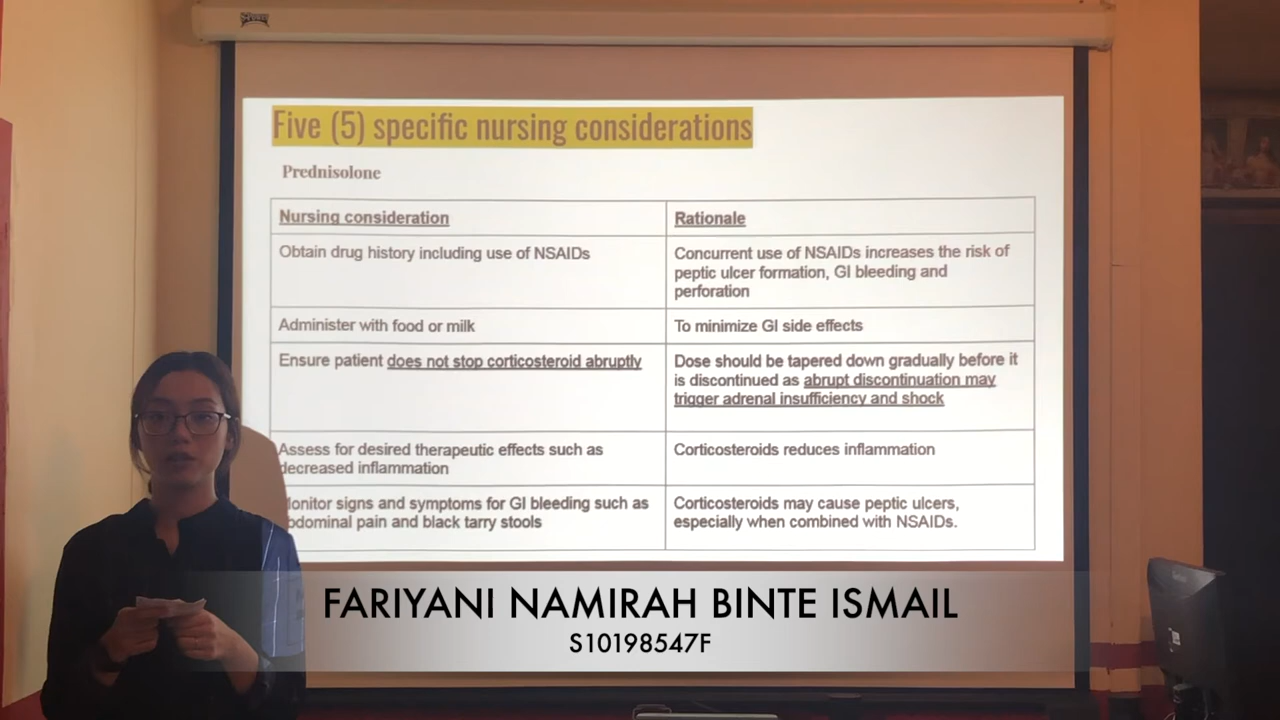 Five (5) specific nursing considerations
Prednisolone
Nursing consideration
Rationale
Obtain drug history including use of NSAIDs
Concurrent use of NSAIDs increases the risk of
peptic ulcer formation, GI bleeding and
perforation
Administer with food or milk
To minimize GI side effects
Ensure patient does not stop corticosteroid abruptly
Dose should be tapered down gradually before it
is discontinued as abrupt discontinuation may
trigger adrenal insufficiency and shock
Assess for desired therapeutic effects such as
decreased inflammation
Corticosteroids reduces inflammation
onitor signs and symptoms for GI bleeding such as
bdominal pain and black tarry stools
Corticosteroids may cause peptic ulcers,
especially when combined with NSAIDs.
FARIYANI NAMIRAH BINTE ISMAIL
S10198547F